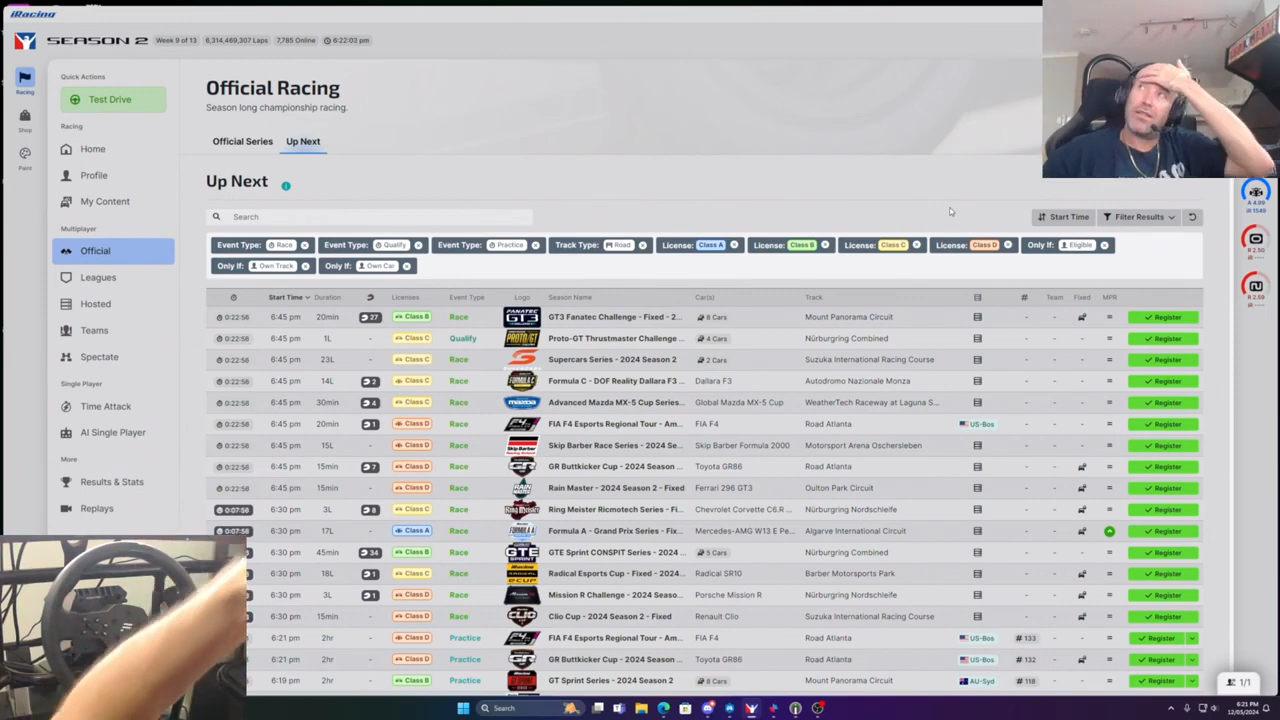 iRacing
SEASON 2 Week 9 of 13 6,314,469,307 Laps 7,785 Online 6:22:03 pm
Racing
Shop
Paint
Quick Actions
Test Drive
Racing
Home
Profile
My Content
Multiplayer
Official
Leagues
Hosted
Teams
Spectate
Single Player
Time Attack
AI Single Player
More
Results & Stats
Replays
Official Racing
Season long championship racing.
Official Series Up Next
Up Next
Search Start Time Filter Results
Event Type: Race Event Type: Qualify Event Type: Practice Track Type: Road License: Class A License: Class B License: Class C License: Class D Only If: Eligible
Only If: Own Track Only If: Own Car
Start Time Duration Licenses Event Type Logo Season Name Car(s) Track # Team Fixed MPR
0:22:58 6:45 pm 20min 27 Class B Race GT3 Fanatec Challenge - Fixed - 2... 8 Cars Mount Panorama Circuit - - = Register
0:22:58 6:45 pm 1L - Class C Qualify Proto-GT Thrustmaster Challenge ... 4 Cars Nürburgring Combined - - - = Register
0:22:58 6:45 pm 23L - Class C Race Supercars Series - 2024 Season 2 2 Cars Suzuka International Racing Course - - - = Register
0:22:58 6:45 pm 14L 2 Class C Race Formula C - DOF Reality Dallara F3 ... Dallara F3 Autodromo Nazionale Monza - - - = Register
0:22:58 6:45 pm 30min 4 Class C Race Advanced Mazda MX-5 Cup Series... Global Mazda MX-5 Cup WeatherTech Raceway at Laguna S... - - - = Register
0:22:58 6:45 pm 20min 1 Class D Race FIA F4 Esports Regional Tour - Am... FIA F4 Road Atlanta US-Bos - - = Register
0:22:58 6:45 pm 15L - Class D Race Skip Barber Race Series - 2024 Se... Skip Barber Formula 2000 Motorsport Arena Oschersleben - - - = Register
0:22:58 6:45 pm 15min 7 Class D Race GR Buttkicker Cup - 2024 Season ... Toyota GR86 Road Atlanta - - = Register
0:22:58 6:45 pm 15min - Class D Race Rain Master - 2024 Season 2 - Fixed Ferrari 296 GT3 Oulton Park Circuit - - = Register
0:07:58 6:30 pm 3L 8 Class C Race Ring Meister Ricmotech Series - ... Chevrolet Corvette C6.R ... Nürburgring Nordschleife - - = Register
0:07:58 6:30 pm 17L - Class A Race Formula A - Grand Prix Series - Fix... Mercedes-AMG W13 E Pe... Algarve International Circuit - - Register
6:30 pm 45min 34 Class B Race GTE Sprint CONSPIT Series - 2024 ... 5 Cars Nürburgring Combined - - - = Register
6:30 pm 18L 1 Class C Race Radical Esports Cup - Fixed - 2024... Radical SR10 Barber Motorsports Park - - = Register
6:30 pm 3L 1 Class C Race Mission R Challenge - 2024 Seaso... Porsche Mission R Nürburgring Nordschleife - - = Register
6:30 pm 15min - Class D Race Clio Cup - 2024 Season 2 - Fixed Renault Clio Suzuka International Racing Course - - = Register
6:21 pm 2hr - Class D Practice FIA F4 Esports Regional Tour - Am... FIA F4 Road Atlanta US-Bos # 133 - = Register
6:21 pm 2hr - Class D Practice GR Buttkicker Cup - 2024 Season ... Toyota GR86 Road Atlanta US-Bos # 132 - = Register
6:19 pm 2hr - Class B Practice GT Sprint Series - 2024 Season 2 8 Cars Mount Panorama Circuit AU-Syd # 118 - - = Register
A 4.99
iR 1549
R 2.50
iR ----
R 2.59
iR ----
1/1
Search
6:21 PM
12/05/2024